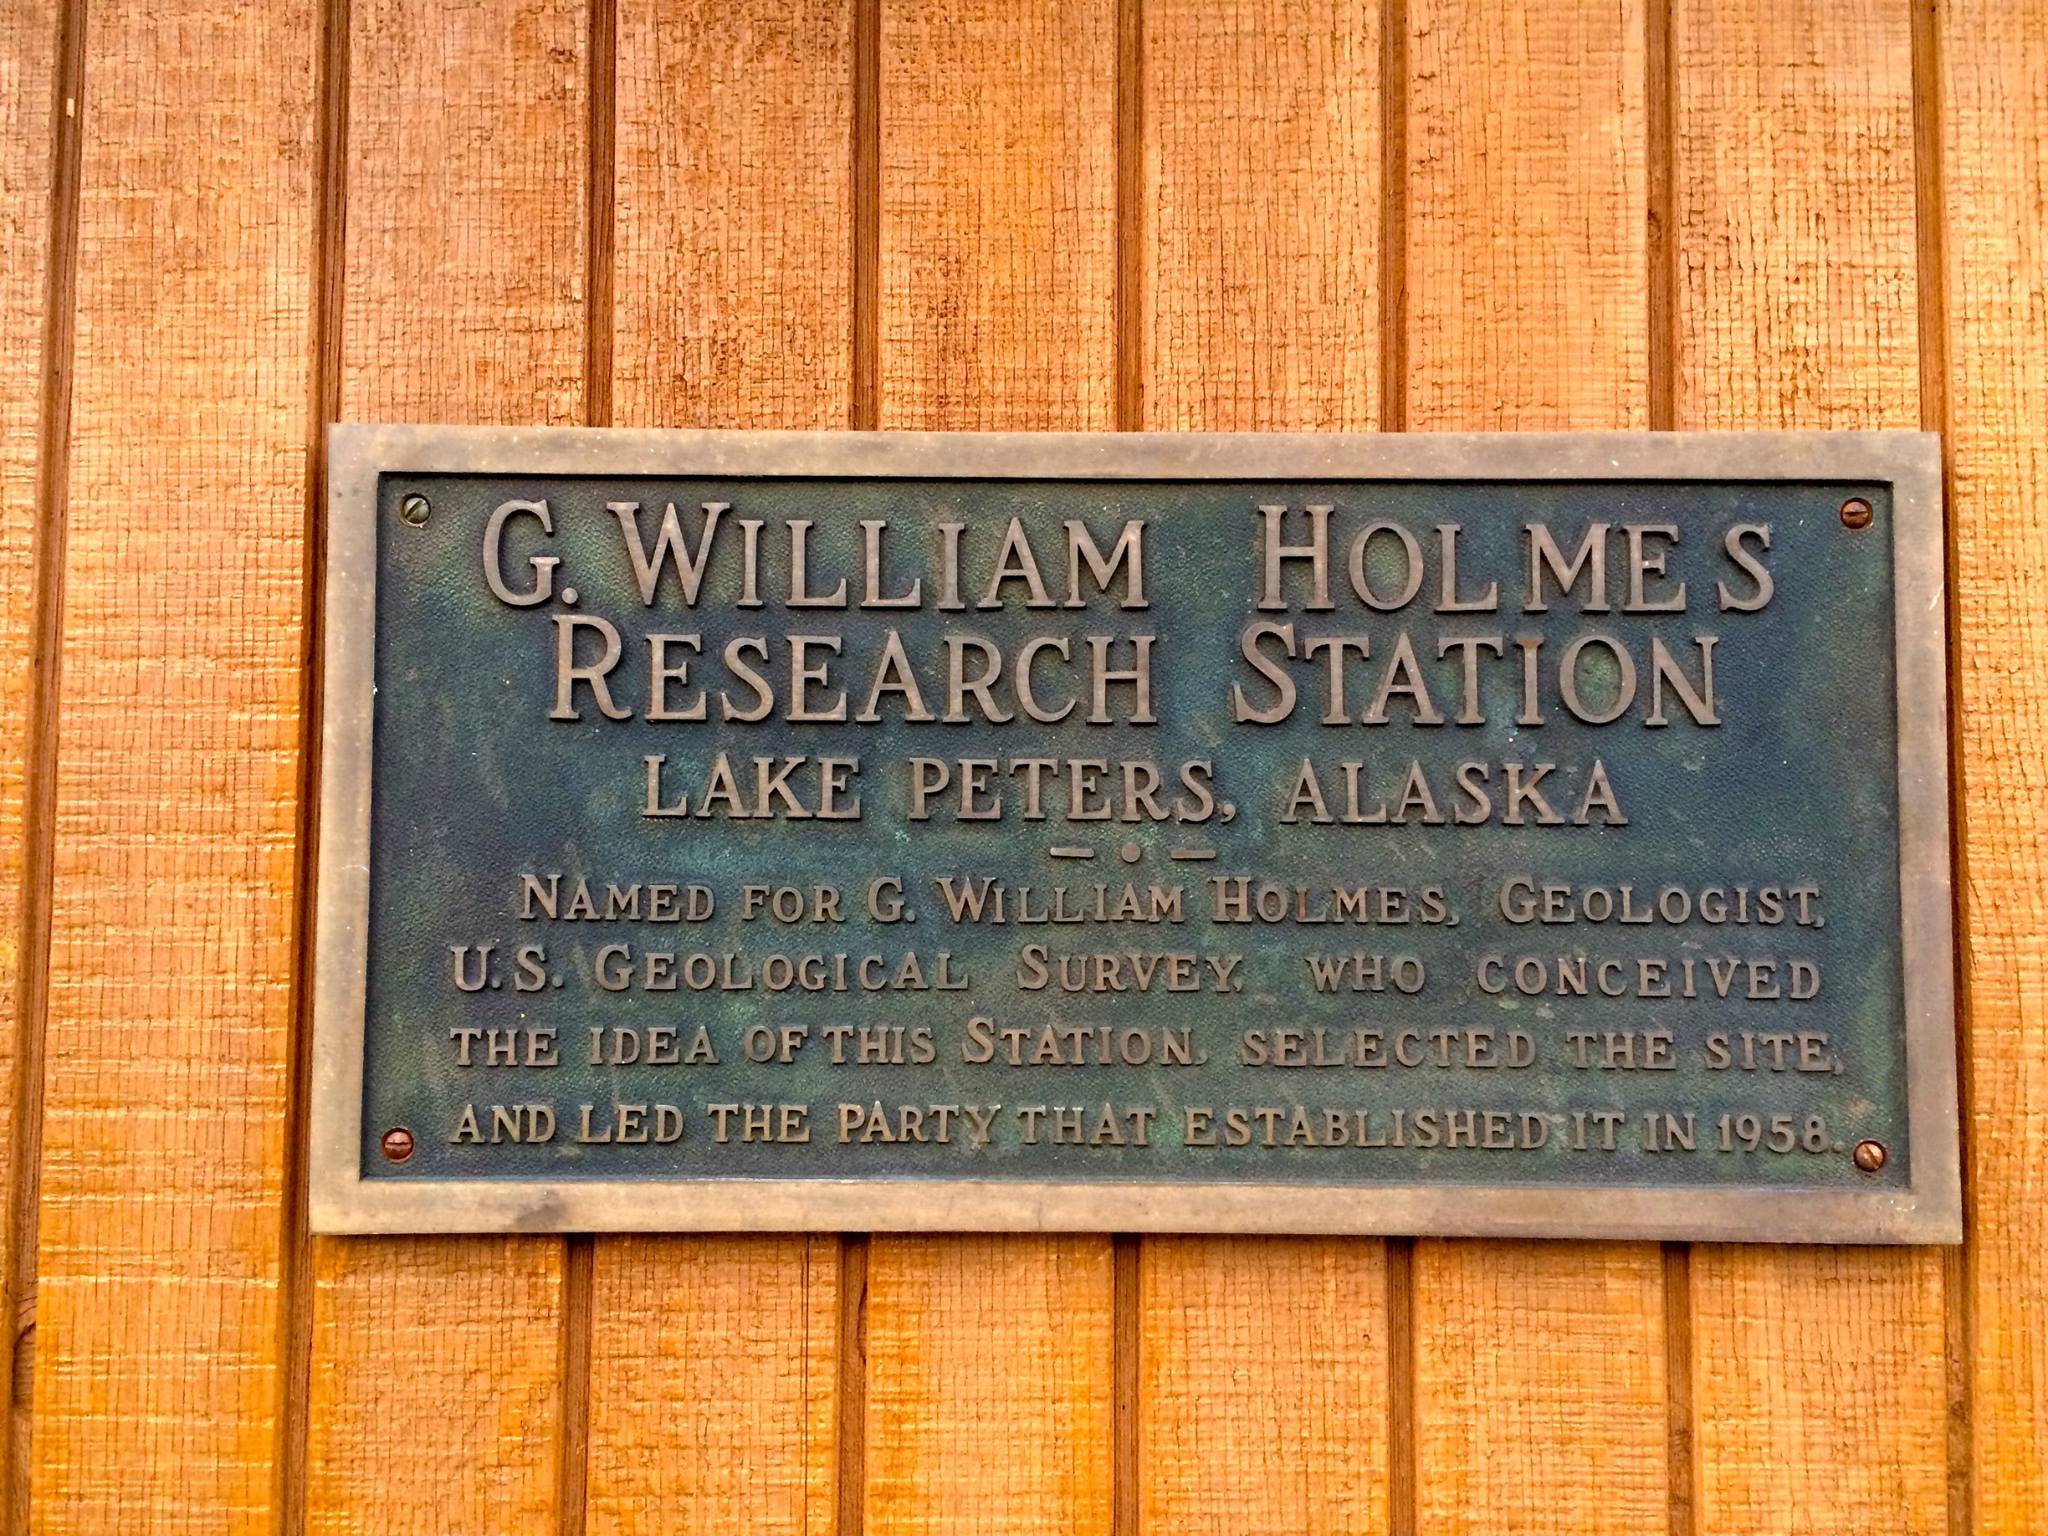 G. WILLIAM HOLMES
RESEARCH STATION
LAKE PETERS, ALASKA
— • —
NAMED FOR G. WILLIAM HOLMES, GEOLOGIST,
U.S. GEOLOGICAL SURVEY, WHO CONCEIVED
THE IDEA OF THIS STATION, SELECTED THE SITE,
AND LED THE PARTY THAT ESTABLISHED IT IN 1958.